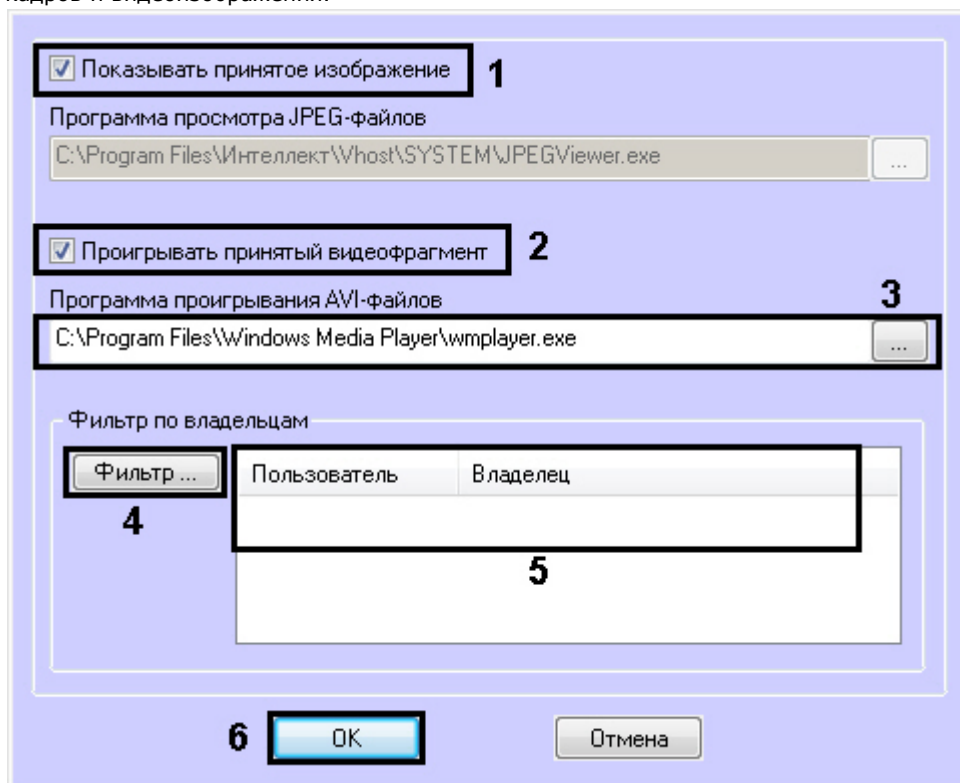 кадров и видеоизображений.
Показывать принятое изображение 1
Программа просмотра JPEG-файлов
C:\Program Files\Интеллект\Vhost\SYSTEM\JPEGViewer.exe ...
Проигрывать принятый видеофрагмент 2
Программа проигрывания AVI-файлов 3
C:\Program Files\Windows Media Player\wmplayer.exe ...
Фильтр по владельцам
Фильтр ... Пользователь Владелец
4
5
6 OK Отмена